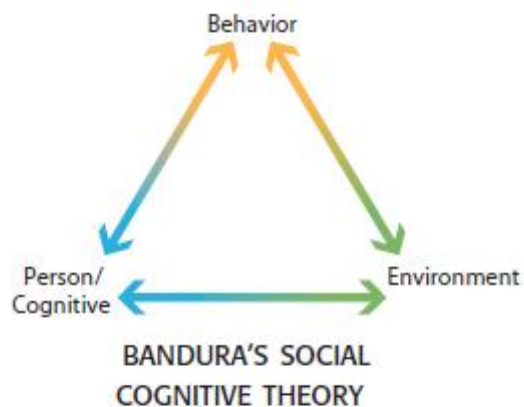 Behavior
Person/
Cognitive
Environment
BANDURA'S SOCIAL
COGNITIVE THEORY